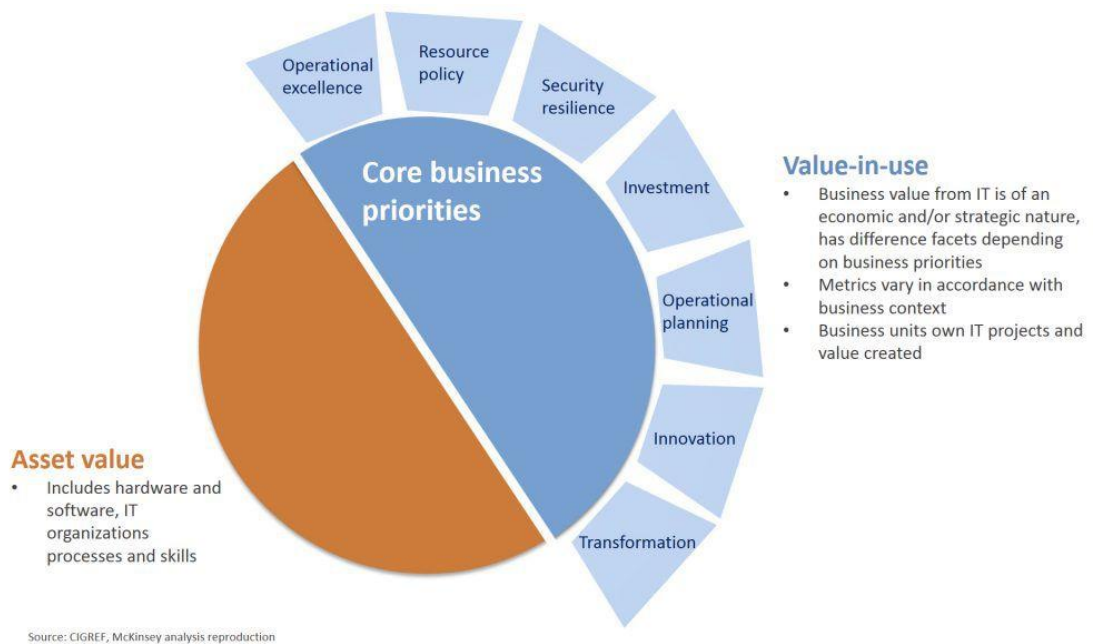 Operational
excellence
Resource
policy
Security
resilience
Investment
Operational
planning
Innovation
Transformation
Core business
priorities
Value-in-use
• Business value from IT is of an
economic and/or strategic nature,
has difference facets depending
on business priorities
• Metrics vary in accordance with
business context
• Business units own IT projects and
value created
Asset value
• Includes hardware and
software, IT
organizations
processes and skills
Source: CIGREF, McKinsey analysis reproduction